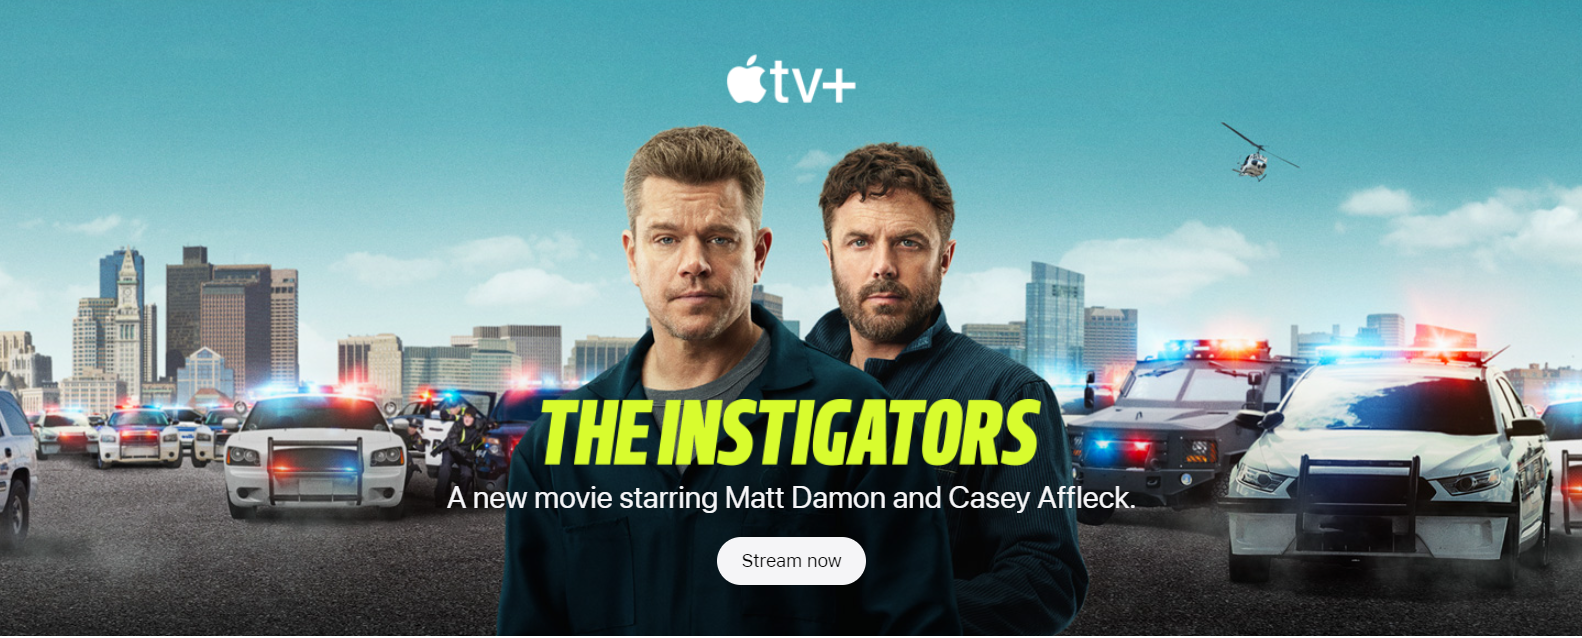 tv+
THE INSTIGATORS
A new movie starring Matt Damon and Casey Affleck.
Stream now